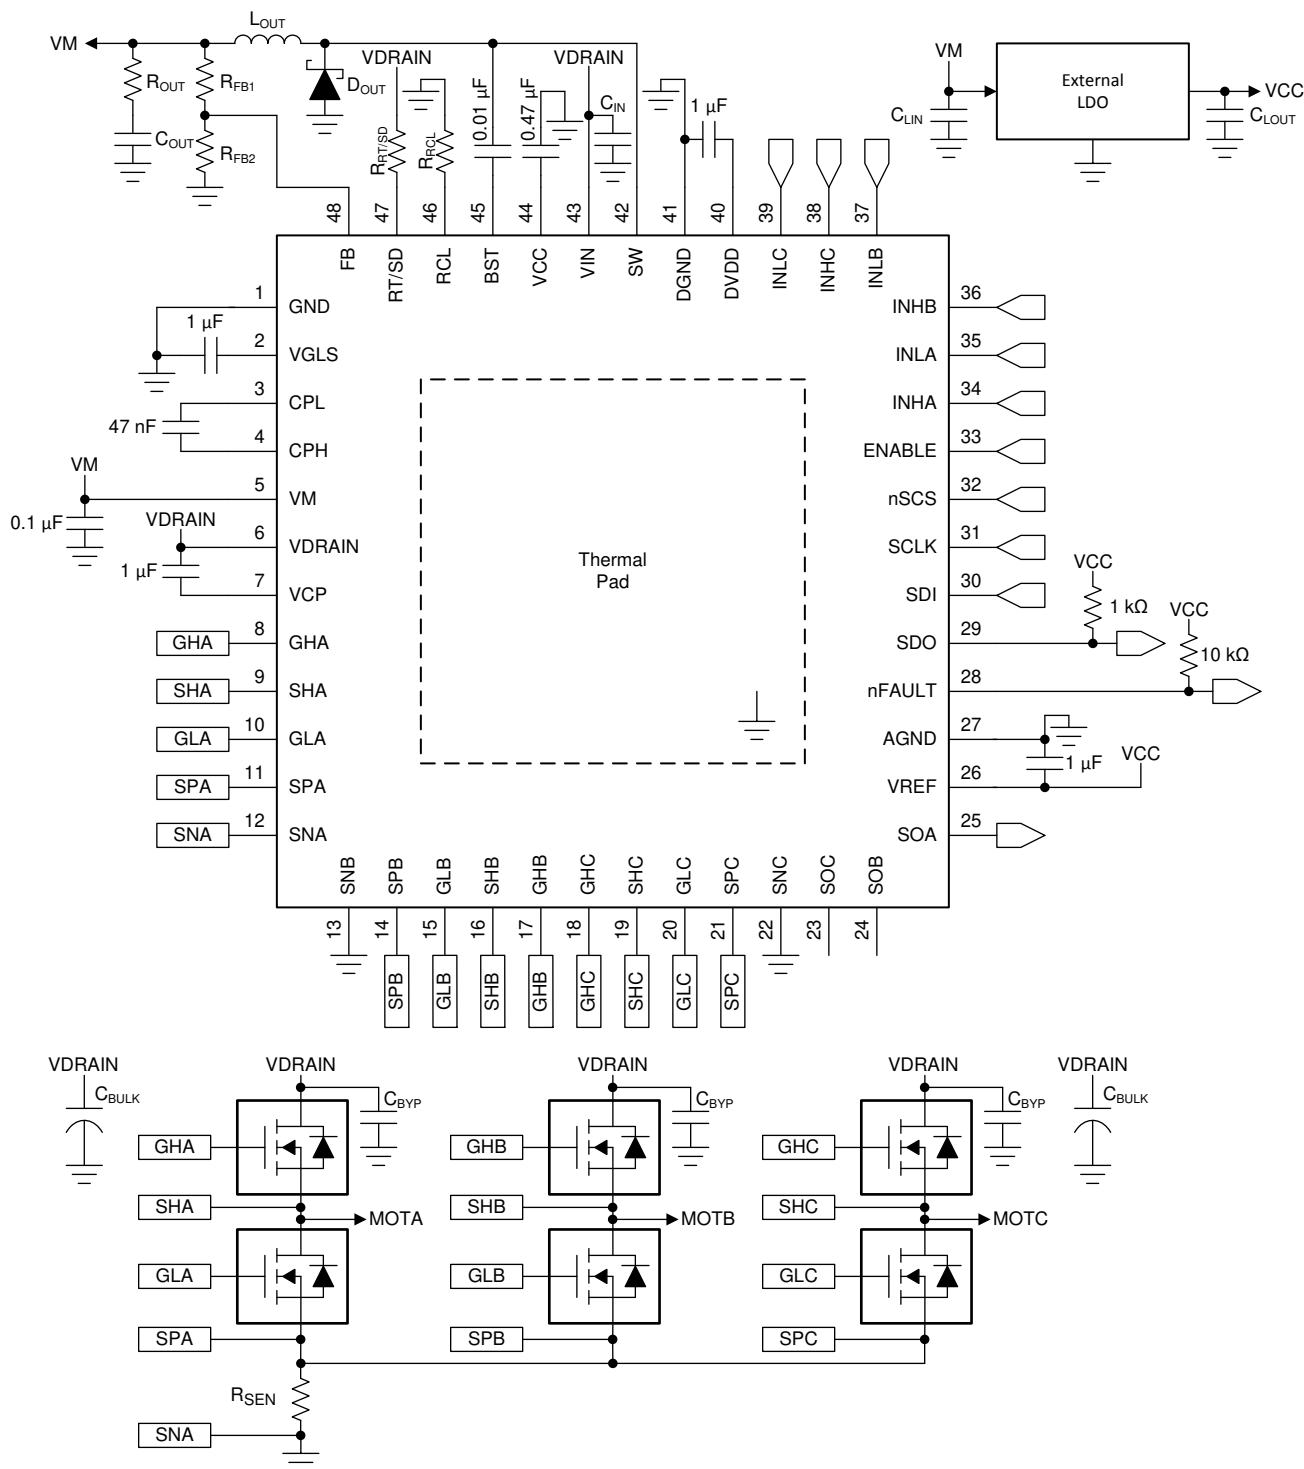 LOUT
VM
VDRAIN
VDRAIN
ROUT
RFB1
DOUT
COUT
RFB2
RRT/SD
RRCL
0.01 µF
0.47 µF
CIN
1 µF
VM
External
LDO
VCC
CLIN
CLOUT
48
47
46
45
44
43
42
41
40
39
38
37
FB
RT/SD
RCL
BST
VCC
VIN
SW
DGND
DVDD
INLC
INHC
INLB
1
GND
1 µF
2
VGLS
3
CPL
47 nF
4
CPH
VM
5
VM
0.1 µF
VDRAIN
6
VDRAIN
1 µF
7
VCP
GHA
8
GHA
SHA
9
SHA
GLA
10
GLA
SPA
11
SPA
SNA
12
SNA
Thermal
Pad
INHB
36
INLA
35
INHA
34
ENABLE
33
nSCS
32
SCLK
31
SDI
30
VCC
1 kΩ
SDO
29
VCC
10 kΩ
nFAULT
28
AGND
27
1 µF
VCC
VREF
26
SOA
25
SNB
SPB
GLB
SHB
GHB
GHC
SHC
GLC
SPC
SNC
SOC
SOB
13
14
15
16
17
18
19
20
21
22
23
24
SPB
GLB
SHB
GHB
GHC
SHC
GLC
SPC
VDRAIN
CBULK
VDRAIN
CBYP
GHA
SHA
MOTA
GLA
SPA
RSEN
SNA
VDRAIN
CBYP
GHB
SHB
MOTB
GLB
SPB
VDRAIN
CBYP
GHC
SHC
MOTC
GLC
SPC
VDRAIN
CBULK